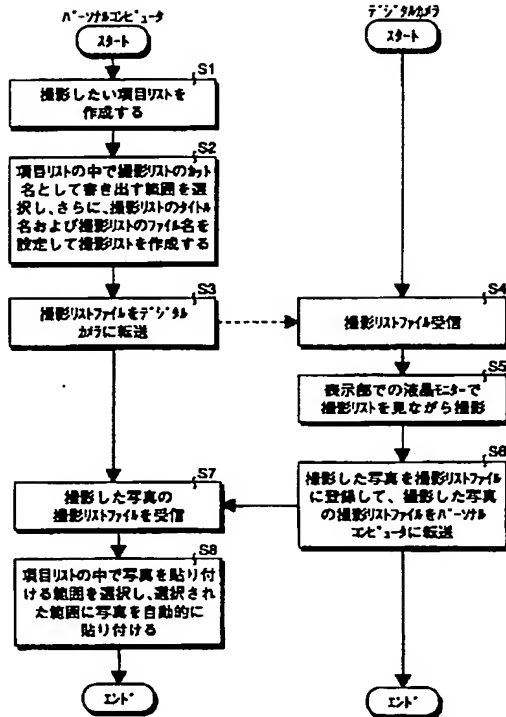 パーソナルコンピュータ
スタート
S1
撮影したい項目リストを
作成する
S2
項目リストの中で撮影リストのカット
名として書き出す範囲を選
択し、さらに、撮影リストのタイトル
名および撮影リストのファイル名を
設定して撮影リストを作成する
S3
撮影リストファイルをデジタル
カメラに転送
デジタルカメラ
スタート
S4
撮影リストファイル受信
S5
表示部での液晶モニターで
撮影リストを見ながら撮影
S6
撮影した写真を撮影リストファイル
に登録して、撮影した写真
の撮影リストファイルをパーソナル
コンピュータに転送
S7
撮影した写真の
撮影リストファイルを受信
S8
項目リストの中で写真を貼り付
ける範囲を選択し、選択され
た範囲に写真を自動的に
貼り付ける
エンド
エンド